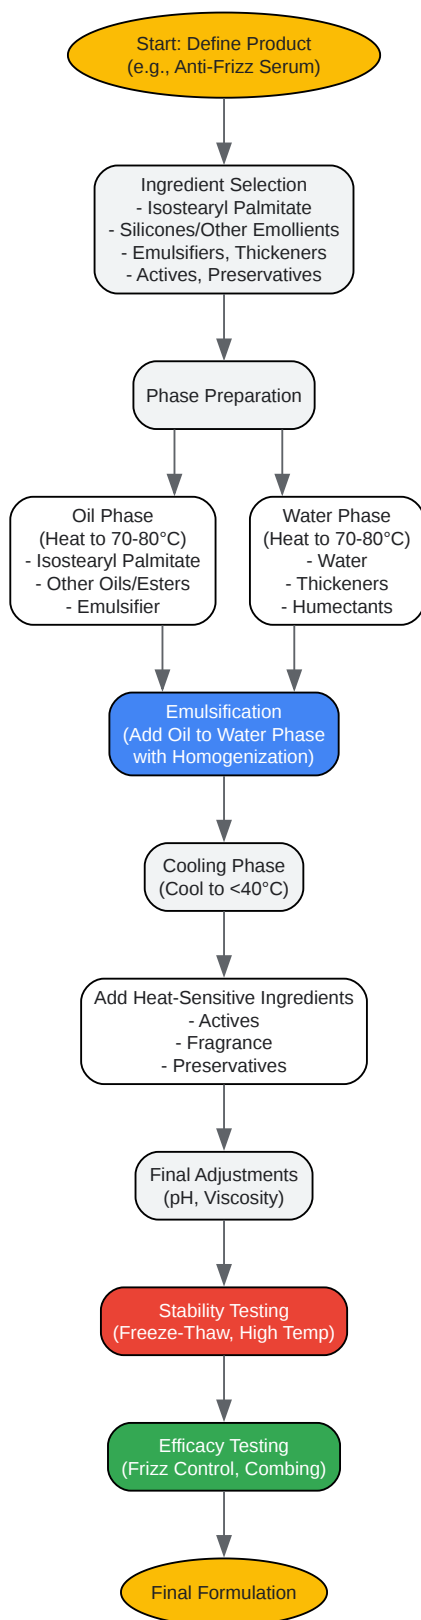 Start: Define Product
(e.g., Anti-Frizz Serum)
Ingredient Selection
- Isostearyl Palmitate
- Silicones/Other Emollients
- Emulsifiers, Thickeners
- Actives, Preservatives
Phase Preparation
Oil Phase
(Heat to 70-80°C)
- Isostearyl Palmitate
- Other Oils/Esters
- Emulsifier
Water Phase
(Heat to 70-80°C)
- Water
- Thickeners
- Humectants
Emulsification
(Add Oil to Water Phase
with Homogenization)
Cooling Phase
(Cool to <40°C)
Add Heat-Sensitive Ingredients
- Actives
- Fragrance
- Preservatives
Final Adjustments
(pH, Viscosity)
Stability Testing
(Freeze-Thaw, High Temp)
Efficacy Testing
(Frizz Control, Combing)
Final Formulation